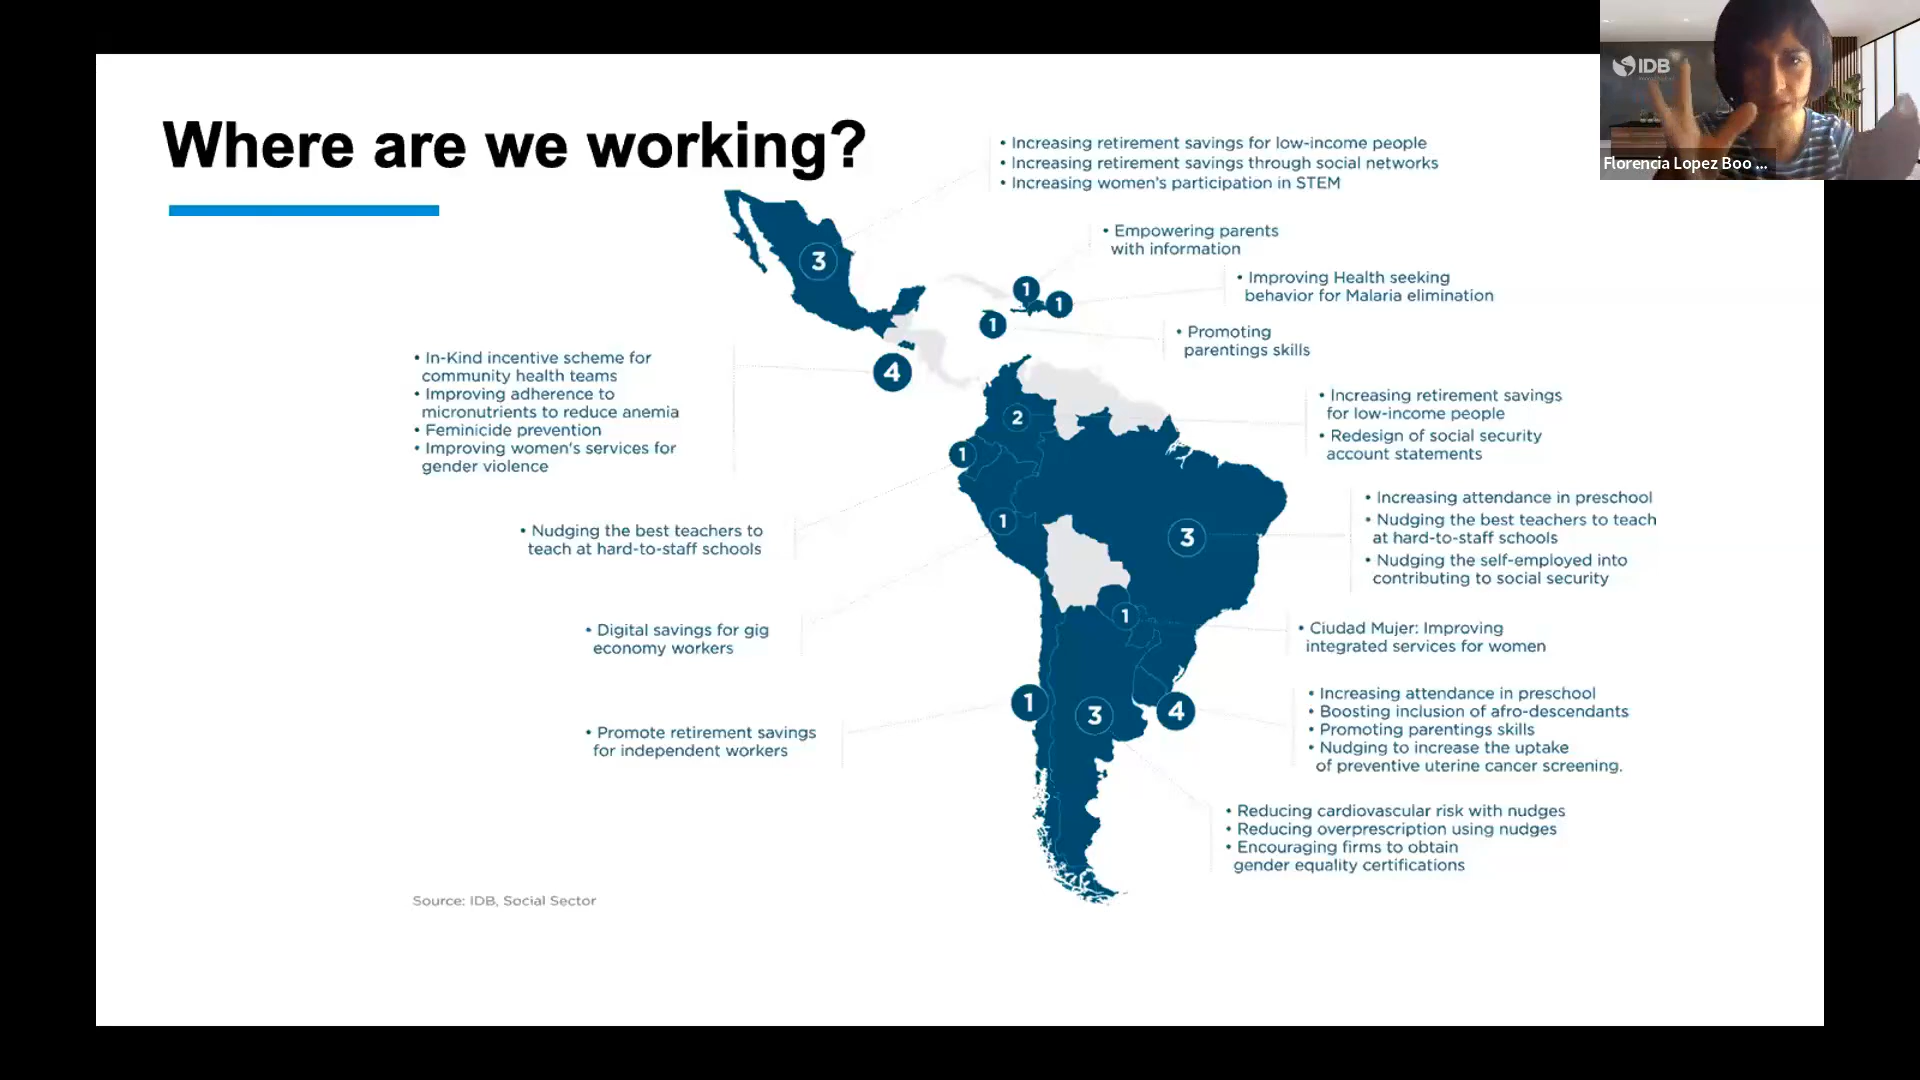 Where are we working?
• Increasing retirement savings for low-income people
• Increasing retirement savings through social networks
• Increasing women's participation in STEM
IDB
Florencia Lopez Boo ...
• Empowering parents
with information
• Improving Health seeking
behavior for Malaria elimination
• Promoting
parentings skills
3
1
1
1
4
2
1
1
3
1
1
3
4
• In-Kind incentive scheme for
community health teams
• Improving adherence to
micronutrients to reduce anemia
• Feminicide prevention
• Improving women's services for
gender violence
• Increasing retirement savings
for low-income people
• Redesign of social security
account statements
• Nudging the best teachers to
teach at hard-to-staff schools
• Increasing attendance in preschool
• Nudging the best teachers to teach
at hard-to-staff schools
• Nudging the self-employed into
contributing to social security
• Digital savings for gig
economy workers
• Ciudad Mujer: Improving
integrated services for women
• Promote retirement savings
for independent workers
• Increasing attendance in preschool
• Boosting inclusion of afro-descendants
• Promoting parentings skills
• Nudging to increase the uptake
of preventive uterine cancer screening.
• Reducing cardiovascular risk with nudges
• Reducing overprescription using nudges
• Encouraging firms to obtain
gender equality certifications
Source: IDB, Social Sector